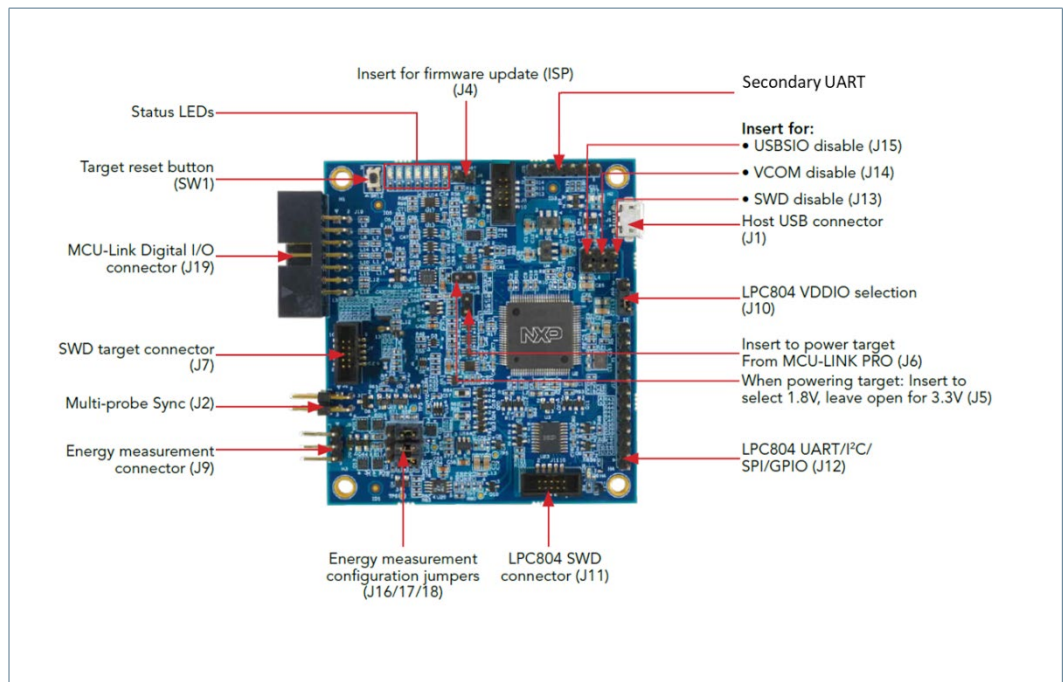 Insert for firmware update (ISP)
(J4)
Secondary UART
Status LEDs
Insert for:
• USBSIO disable (J15)
• VCOM disable (J14)
• SWD disable (J13)
Host USB connector
(J1)
Target reset button
(SW1)
MCU-Link Digital I/O
connector (J19)
LPC804 VDDIO selection
(J10)
NXP
SWD target connector
(J7)
Insert to power target
From MCU-LINK PRO (J6)
When powering target: Insert to
select 1.8V, leave open for 3.3V (J5)
Multi-probe Sync (J2)
Energy measurement
connector (J9)
LPC804 UART/I²C/
SPI/GPIO (J12)
Energy measurement
configuration jumpers
(J16/17/18)
LPC804 SWD
connector (J11)